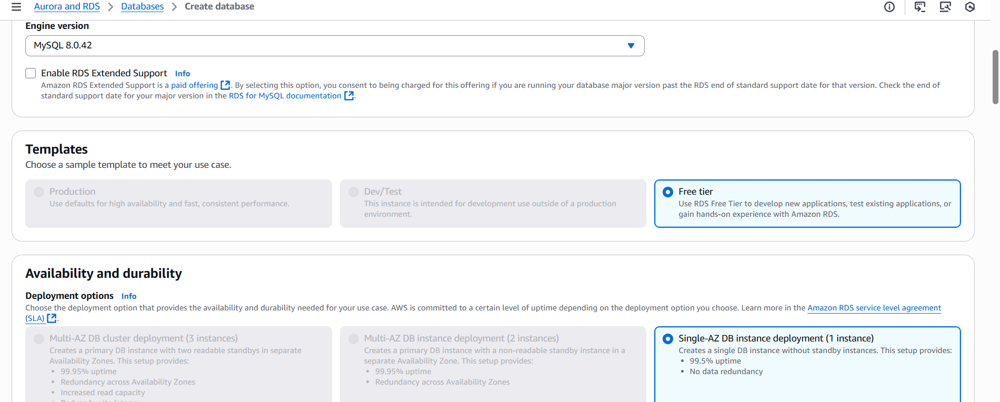 Aurora and RDS > Databases > Create database
Engine version
MySQL 8.0.42
Enable RDS Extended Support Info
Amazon RDS Extended Support is a paid offering. By selecting this option, you consent to being charged for this offering if you are running your database major version past the RDS end of standard support date for that version. Check the end of
standard support date for your major version in the RDS for MySQL documentation.
Templates
Choose a sample template to meet your use case.
Production
Use defaults for high availability and fast, consistent performance.
Dev/Test
This instance is intended for development use outside of a production
environment.
Free tier
Use RDS Free Tier to develop new applications, test existing applications, or
gain hands-on experience with Amazon RDS.
Availability and durability
Deployment options Info
Choose the deployment option that provides the availability and durability needed for your use case. AWS is committed to a certain level of uptime depending on the deployment option you choose. Learn more in the Amazon RDS service level agreement
(SLA).
Multi-AZ DB cluster deployment (3 instances)
Creates a primary DB instance with two readable standbys in separate
Availability Zones. This setup provides:
• 99.95% uptime
• Redundancy across Availability Zones
• Increased read capacity
• Reduced write latency
Multi-AZ DB instance deployment (2 instances)
Creates a primary DB instance with a non-readable standby instance in a
separate Availability Zone. This setup provides:
• 99.95% uptime
• Redundancy across Availability Zones
Single-AZ DB instance deployment (1 instance)
Creates a single DB instance without standby instances. This setup provides:
• 99.5% uptime
• No data redundancy